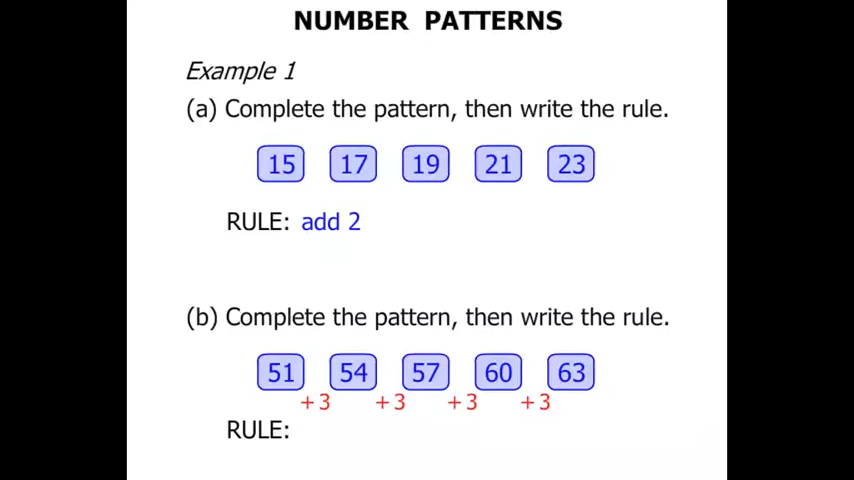 NUMBER PATTERNS
Example 1
(a) Complete the pattern, then write the rule.
15 17 19 21 23
RULE: add 2
(b) Complete the pattern, then write the rule.
51 54 57 60 63
+3 +3 +3 +3
RULE: